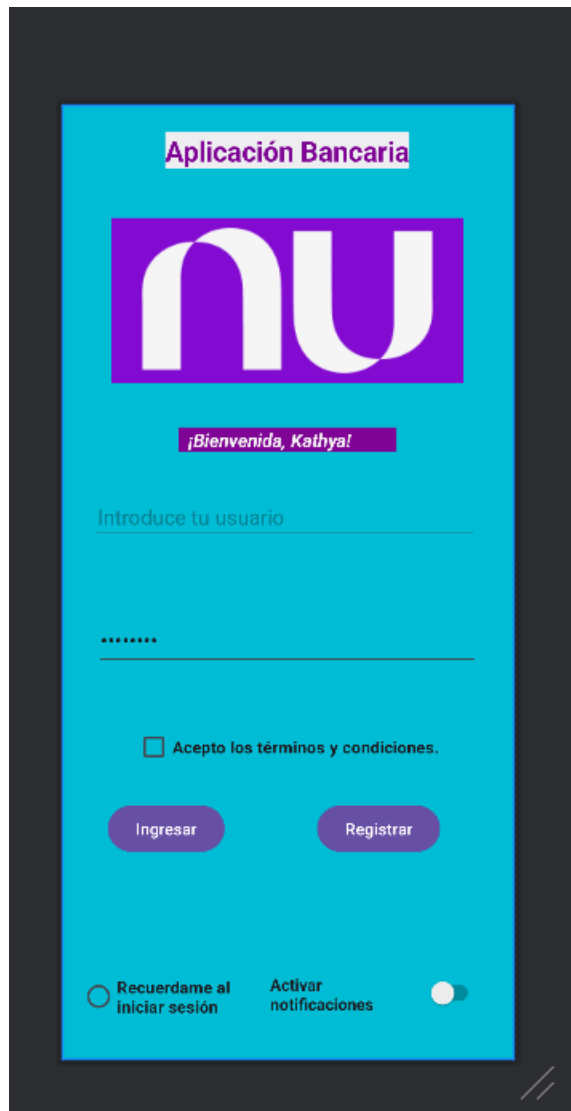 Aplicación Bancaria
nu
¡Bienvenida, Kathya!
Introduce tu usuario
........
Acepto los términos y condiciones.
Ingresar
Registrar
Recuerdame al
iniciar sesión
Activar
notificaciones